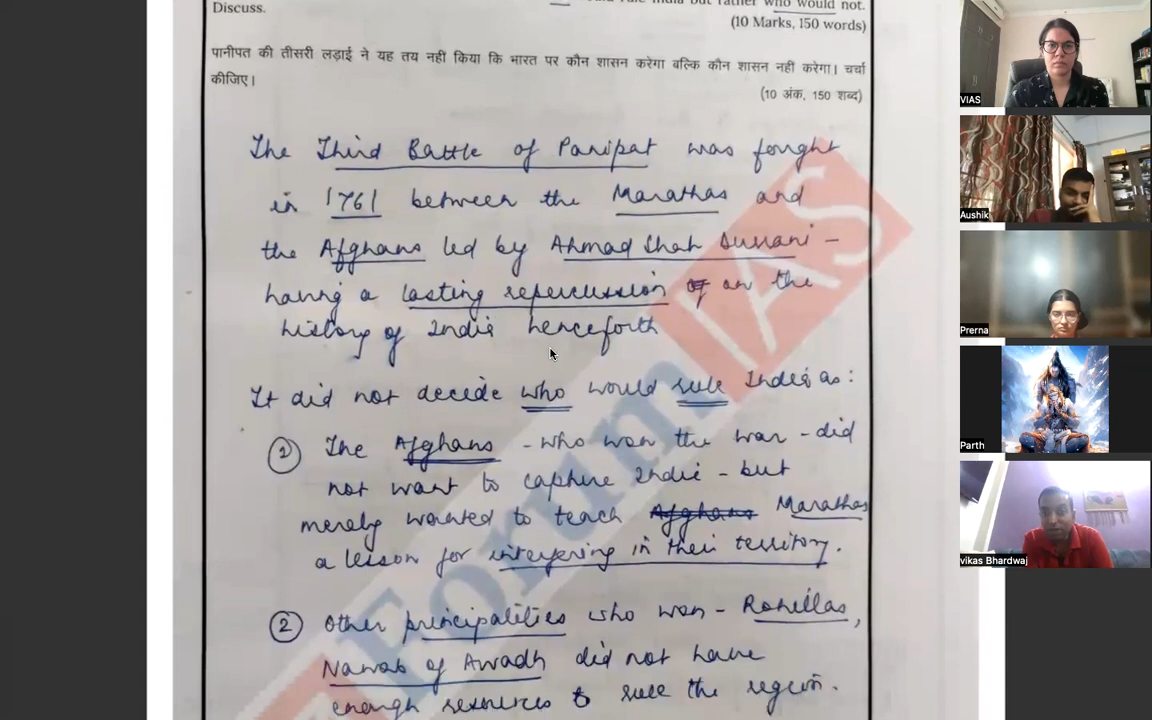 who would not.
Discuss.
(10 Marks, 150 words)
पानीपत की तीसरी लड़ाई ने यह तय नहीं किया कि भारत पर कौन शासन करेगा बल्कि कौन शासन नहीं करेगा। चर्चा
कीजिए।
(10 अंक, 150 शब्द)
The Third Battle of Panipat was fought
in 1761 between the Marathas and
the Afghans led by Ahmad Shah Durrani –
having a lasting repercussion on the
history of India henceforth
It did not decide who would rule India as:
① The Afghans - who won the war - did
not want to capture India - but
merely wanted to teach Afghans Marathas
a lesson for interfering in their territory.
② Other principalities who won – Rohillas,
Nawab of Awadh did not have
enough resources to rule the region.
Forum IAS
VIAS
Aushik
Prerna
Parth
vikas Bhardwaj